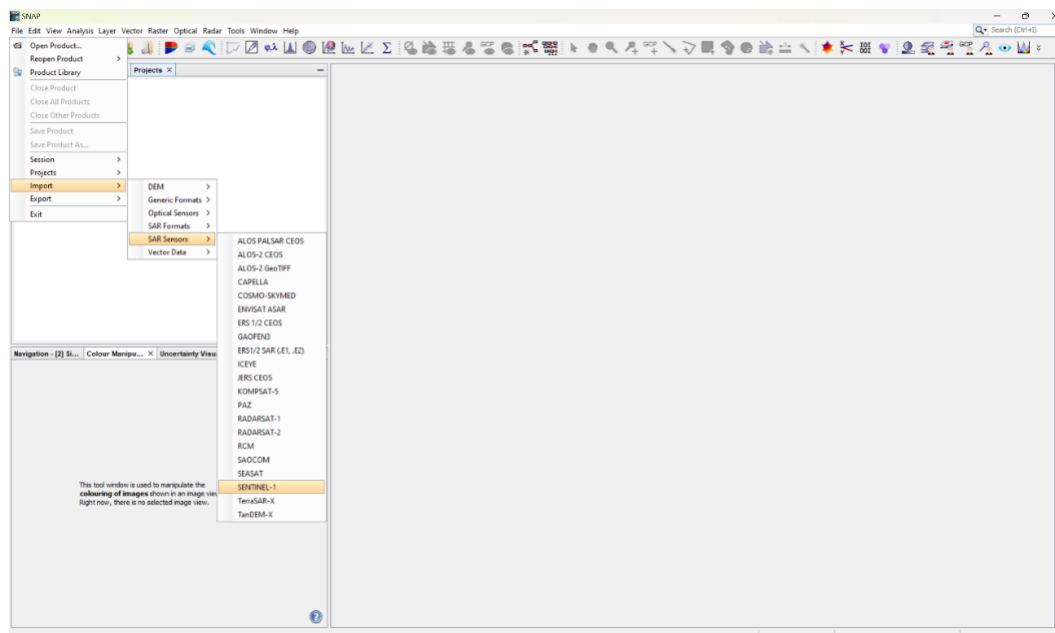 SNAP
File Edit View Analysis Layer Vector Raster Optical Radar Tools Window Help
Search (Ctrl+I)
Open Product...
Reopen Product
Product Library
Projects
Close Product
Close All Products
Close Other Products
Save Product
Save Product As...
Session
Projects
Import
Export
Exit
DEM
Generic Formats
Optical Sensors
SAR Formats
SAR Sensors
Vector Data
ALOS PALSAR CEOS
ALOS-2 CEOS
ALOS-2 GeoTIFF
CAPELLA
COSMO-SKYMED
ENVISAT ASAR
ERS 1/2 CEOS
GAOFEN3
ERS1/2 SAR (.E1, .E2)
ICEYE
JERS CEOS
KOMPSAT-5
PAZ
RADARSAT-1
RADARSAT-2
RCM
SAOCOM
SEASAT
SENTINEL-1
TerraSAR-X
TanDEM-X
Navigation - [2] Si... Colour Manipu... Uncertainty Visu
This tool window is used to manipulate the
colouring of images shown in an image view
Right now, there is no selected image view.